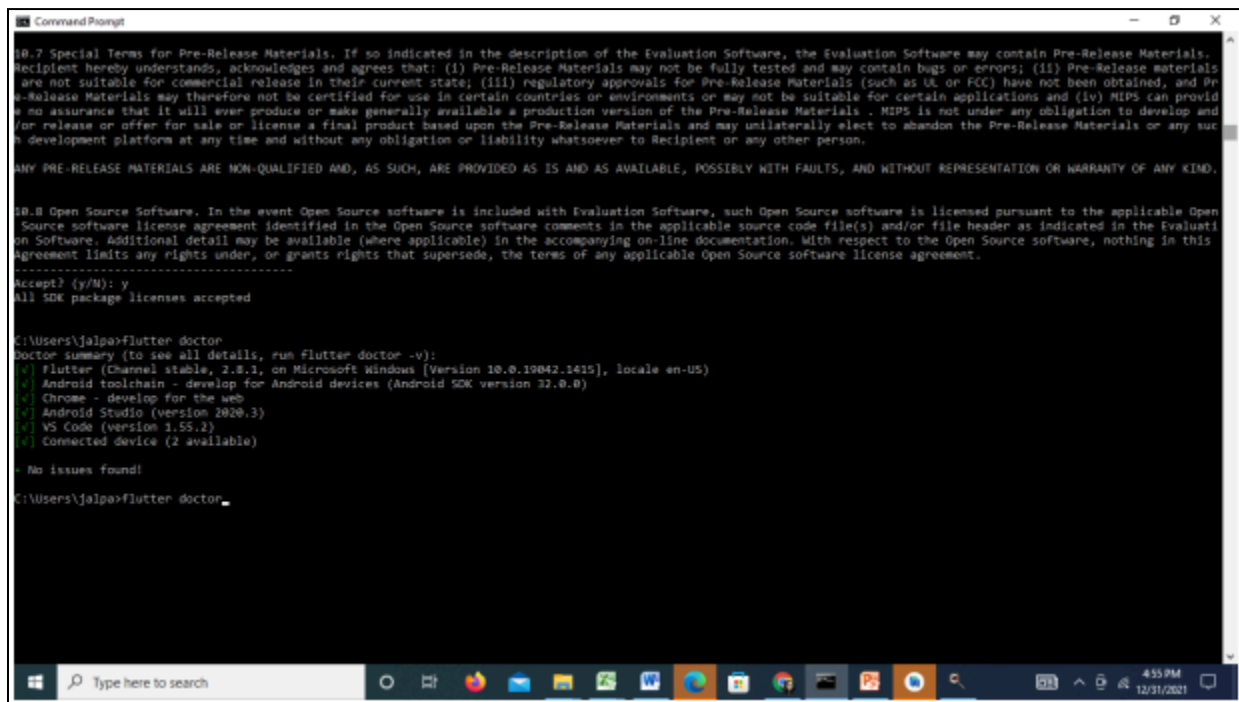 Command Prompt
10.7 Special Terms for Pre-Release Materials. If so indicated in the description of the Evaluation Software, the Evaluation Software may contain Pre-Release Materials.
Recipient hereby understands, acknowledges and agrees that: (i) Pre-Release Materials may not be fully tested and may contain bugs or errors; (ii) Pre-Release materials
are not suitable for commercial release in their current state; (iii) regulatory approvals for Pre-Release Materials (such as UL or FCC) have not been obtained, and Pr
e-Release Materials may therefore not be certified for use in certain countries or environments or may not be suitable for certain applications and (iv) MIPS can provid
e no assurance that it will ever produce or make generally available a production version of the Pre-Release Materials . MIPS is not under any obligation to develop and
/or release or offer for sale or license a final product based upon the Pre-Release Materials and may unilaterally elect to abandon the Pre-Release Materials or any suc
h development platform at any time and without any obligation or liability whatsoever to Recipient or any other person.
ANY PRE-RELEASE MATERIALS ARE NON-QUALIFIED AND, AS SUCH, ARE PROVIDED AS IS AND AS AVAILABLE, POSSIBLY WITH FAULTS, AND WITHOUT REPRESENTATION OR WARRANTY OF ANY KIND.
10.8 Open Source Software. In the event Open Source software is included with Evaluation Software, such Open Source software is licensed pursuant to the applicable Open
Source software license agreement identified in the Open Source software comments in the applicable source code file(s) and/or file header as indicated in the Evaluati
on Software. Additional detail may be available (where applicable) in the accompanying on-line documentation. With respect to the Open Source software, nothing in this
Agreement limits any rights under, or grants rights that supersede, the terms of any applicable Open Source software license agreement.
---------------------------------------
Accept? (y/N): y
All SDK package licenses accepted
C:\Users\jalpa>flutter doctor
Doctor summary (to see all details, run flutter doctor -v):
[√] Flutter (Channel stable, 2.8.1, on Microsoft Windows [Version 10.0.19042.1415], locale en-US)
[√] Android toolchain - develop for Android devices (Android SDK version 32.0.0)
[√] Chrome - develop for the web
[√] Android Studio (version 2020.3)
[√] VS Code (version 1.55.2)
[√] Connected device (2 available)
• No issues found!
C:\Users\jalpa>flutter doctor
Type here to search
4:55 PM
12/31/2021